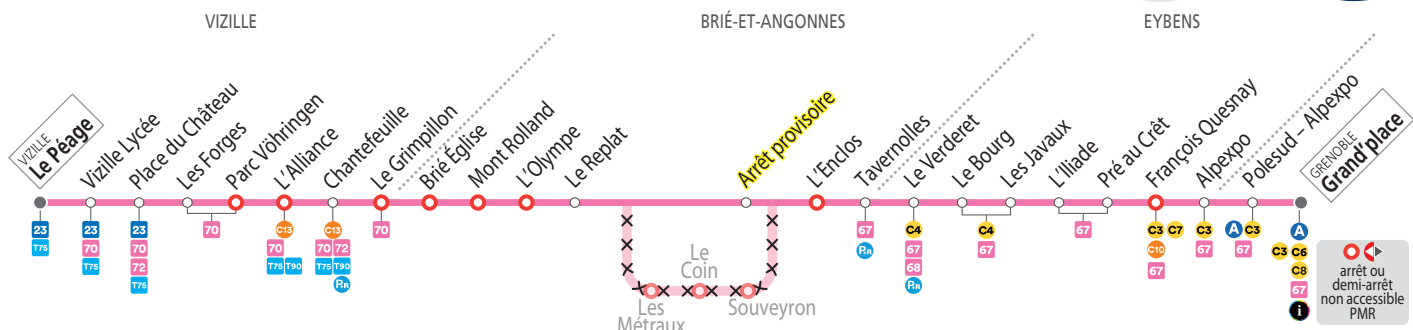 VIZILLE
BRIÉ-ET-ANGONNES
EYBENS
VIZILLE
Le Péage
Vizille Lycée
Place du Château
Les Forges
Parc Vöhringen
L'Alliance
Chantefeuille
Le Grimpillon
Brié Église
Mont Rolland
L'Olympe
Le Replat
Arrêt provisoire
L'Enclos
Tavernolles
Le Verderet
Le Bourg
Les Javaux
L'Iliade
Pré au Crêt
François Quesnay
Alpexpo
Polesud – Alpexpo
GRENOBLE
Grand'place
23
T75
23
70
T75
23
70
72
T75
70
C13
70
T75 T90
C13
70 72
T75 T90
P+R
70
67
P+R
C4
67
68
P+R
C4
67
67
C3 C7
C10
67
C3
67
A C3
67
A
C3 C6
C8
67
i
Les
Métraux
Le
Coin
Souveyron
arrêt ou
demi-arrêt
non accessible
PMR